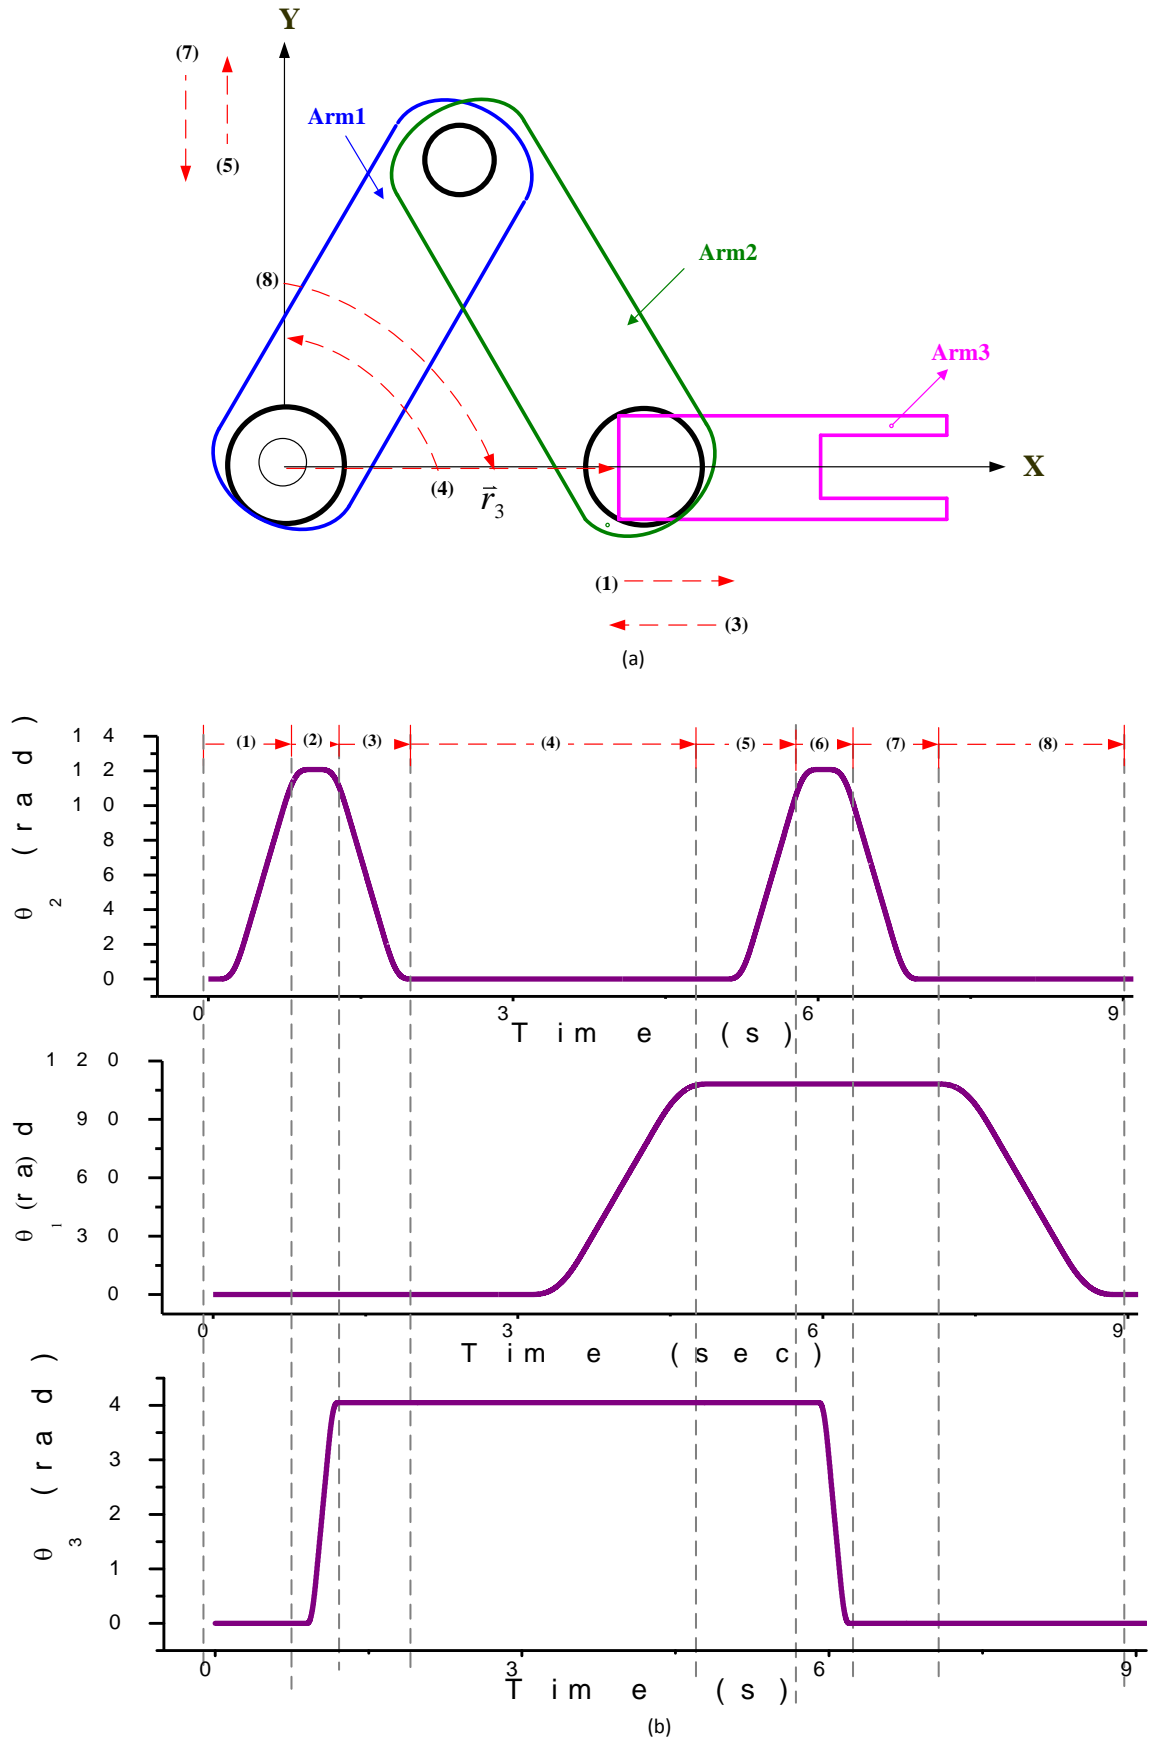 Y
(7)
Arm1
(5)
Arm2
(8)
Arm3
X
(4)
r⃗3
(1)
(3)
(a)
(1) (2) (3) (4) (5) (6) (7) (8)
θ2 (rad)
14
12
10
8
6
4
2
0
0 3 6 9
Time (s)
θ1 (ra)d
120
90
60
30
0
0 3 6 9
Time (sec)
θ3 (rad)
4
3
2
1
0
0 3 6 9
Time (s)
(b)